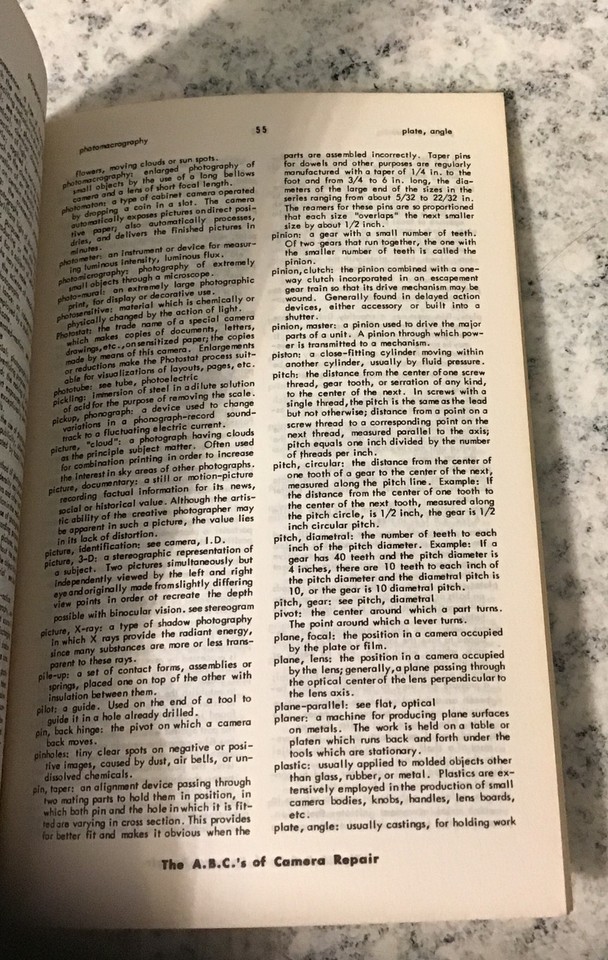 photomacrography
55
plate, angle
flowers, moving clouds or sun spots.
photomacrography: enlarged photography of
small objects by the use of a long bellows
camera and a lens of short focal length.
photomaton: a type of cabinet camera operated
by dropping a coin in a slot. The camera
automatically exposes pictures on direct posi-
tive paper; also automatically processes,
dries, and delivers the finished pictures in
minutes.
photometer: an instrument or device for measur-
ing luminous intensity, luminous flux.
photomicrography: photography of extremely
small objects through a microscope.
photo-mural: an extremely large photographic
print, for display or decorative use.
photosensitive: material which is chemically or
physically changed by the action of light.
Photostat: the trade name of a special camera
which makes copies of documents, letters,
drawings, etc., on sensitized paper; the copies
made by means of this camera. Enlargements
or reductions make the Photostat process suit-
able for visualizations of layouts, pages, etc.
phototube: see tube, photoelectric
pickling: immersion of steel in a dilute solution
of acid for the purpose of removing the scale.
pickup, phonograph: a device used to change
variations in a phonograph-record sound-
track to a fluctuating electric current.
picture, "cloud": a photograph having clouds
as the principle subject matter. Often used
for combination printing in order to increase
the interest in sky areas of other photographs.
picture, documentary: a still or motion-picture
recording factual information for its news,
social or historical value. Although the artis-
tic ability of the creative photographer may
be apparent in such a picture, the value lies
in its lack of distortion.
picture, identification: see camera, I.D.
picture, 3-D: a stereographic representation of
a subject. Two pictures simultaneously but
independently viewed by the left and right
eye and originally made from slightly differing
view points in order ot recreate the depth
possible with binocular vision. see stereogram
picture, X-ray: a type of shadow photography
in which X rays provide the radiant energy,
since many substances are more or less trans-
parent to these rays.
pile-up: a set of contact forms, assemblies or
springs, placed one on top of the other with
insulation between them.
pilot: a guide. Used on the end of a tool to
guide it in a hole already drilled.
pin, back hinge: the pivot on which a camera
back moves.
pinholes: tiny clear spots on negative or posi-
tive images, caused by dust, air bells, or un-
dissolved chemicals.
pin, taper: an alignment device passing through
two mating parts to hold them in position, in
which both pin and the hole in which it is fit-
ted are varying in cross section. This provides
for better fit and makes it obvious when the
parts are assembled incorrectly. Taper pins
for dowels and other purposes are regularly
manufactured with a taper of 1/4 in. to the
foot and from 3/4 to 6 in. long, the dia-
meters of the large end of the sizes in the
series ranging from about 5/32 to 22/32 in.
The reamers for these pins are so proportioned
that each size "overlaps" the next smaller
size by about 1/2 inch.
pinion: a gear with a small number of teeth.
Of two gears that run together, the one with
the smaller number of teeth is called the
pinion.
pinion, clutch: the pinion combined with a one-
way clutch incorporated in an escapement
gear train so that its drive mechanism may be
wound. Generally found in delayed action
devices, either accessory or built into a
shutter.
pinion, master: a pinion used to drive the major
parts of a unit. A pinion through which pow-
er is transmitted to a mechanism.
piston: a close-fitting cylinder moving within
another cylinder, usually by fluid pressure.
pitch: the distance from the center of one screw
thread, gear tooth, or serration of any kind,
to the center of the next. In screws with a
single thread, the pitch is the same as the lead
but not otherwise; distance from a point on a
screw thread to a corresponding point on the
next thread, measured parallel to the axis;
pitch equals one inch divided by the number
of threads per inch.
pitch, circular: the distance from the center of
one tooth of a gear to the center of the next,
measured along the pitch line. Example: If
the distance from the center of one tooth to
the center of the next tooth, measured along
the pitch circle, is 1/2 inch, the gear is 1/2
inch circular pitch.
pitch, diametral: the number of teeth to each
inch of the pitch diameter. Example: If a
gear has 40 teeth and the pitch diameter is
4 inches, there are 10 teeth to each inch of
the pitch diameter and the diametral pitch is
10, or the gear is 10 diametral pitch.
pitch, gear: see pitch, diametral
pivot: the center around which a part turns.
The point around which a lever turns.
plane, focal: the position in a camera occupied
by the plate or film.
plane, lens: the position in a camera occupied
by the lens; generally, a plane passing through
the optical center of the lens perpendicular to
the lens axis.
plane-parallel: see flat, optical
planer: a machine for producing plane surfaces
on metals. The work is held on a table or
platen which runs back and forth under the
tools which are stationary.
plastic: usually applied to molded objects other
than glass, rubber, or metal. Plastics are ex-
tensively employed in the production of small
camera bodies, knobs, handles, lens boards,
etc.
plate, angle: usually castings, for holding work
The A.B.C.'s of Camera Repair